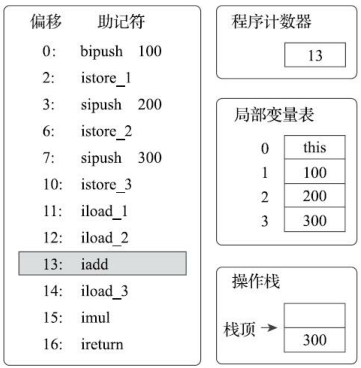 偏移 助记符
0: bipush 100
2: istore_1
3: sipush 200
6: istore_2
7: sipush 300
10: istore_3
11: iload_1
12: iload_2
13: iadd
14: iload_3
15: imul
16: ireturn
程序计数器
13
局部变量表
0 this
1 100
2 200
3 300
操作栈
栈顶
300